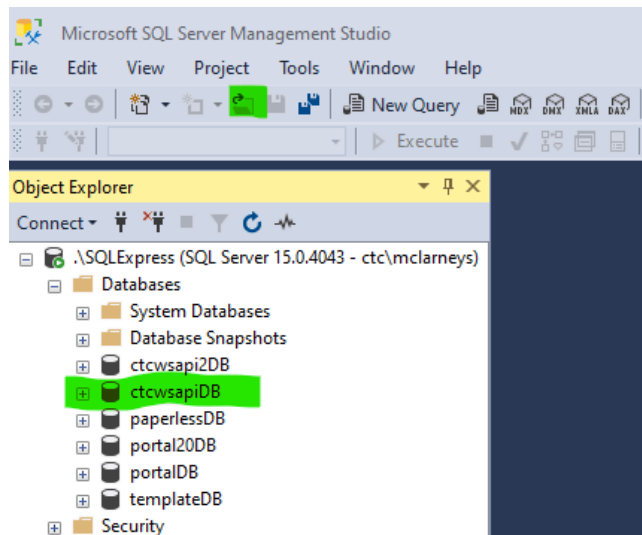 Microsoft SQL Server Management Studio
File Edit View Project Tools Window Help
New Query MDX DMX XMLA DAX
Execute
Object Explorer
Connect
.\SQLExpress (SQL Server 15.0.4043 - ctc\mclarneys)
Databases
System Databases
Database Snapshots
ctcwsapi2DB
ctcwsapiDB
paperlessDB
portal20DB
portalDB
templateDB
Security